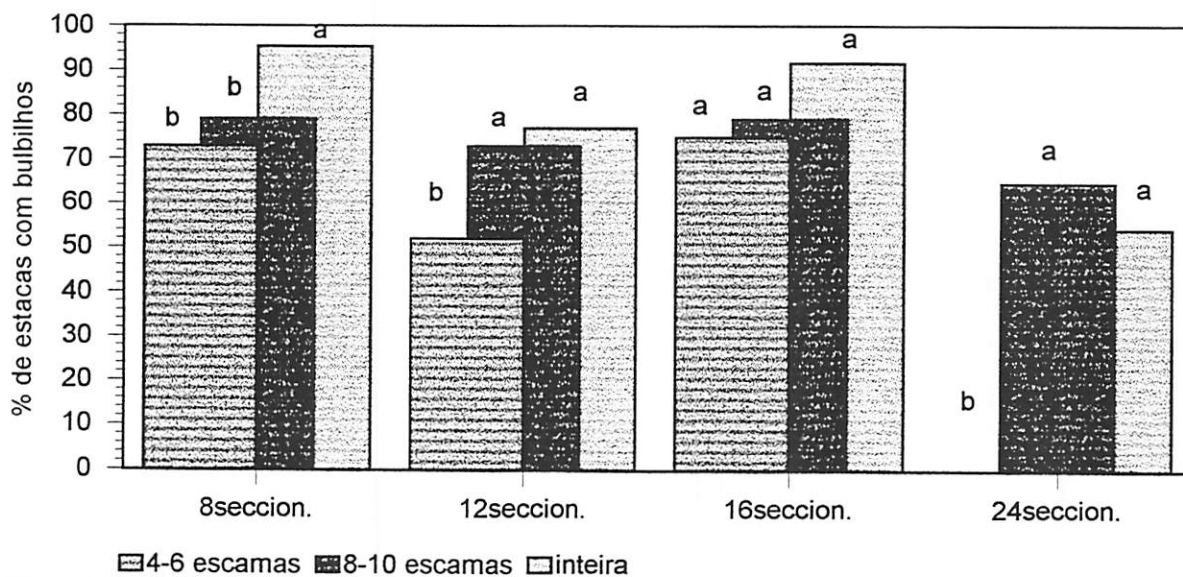 % de estacas com bulbilhos
100
90
80
70
60
50
40
30
20
10
0
b b a
b a a
a a a
b a a
8seccion. 12seccion. 16seccion. 24seccion.
4-6 escamas 8-10 escamas inteira